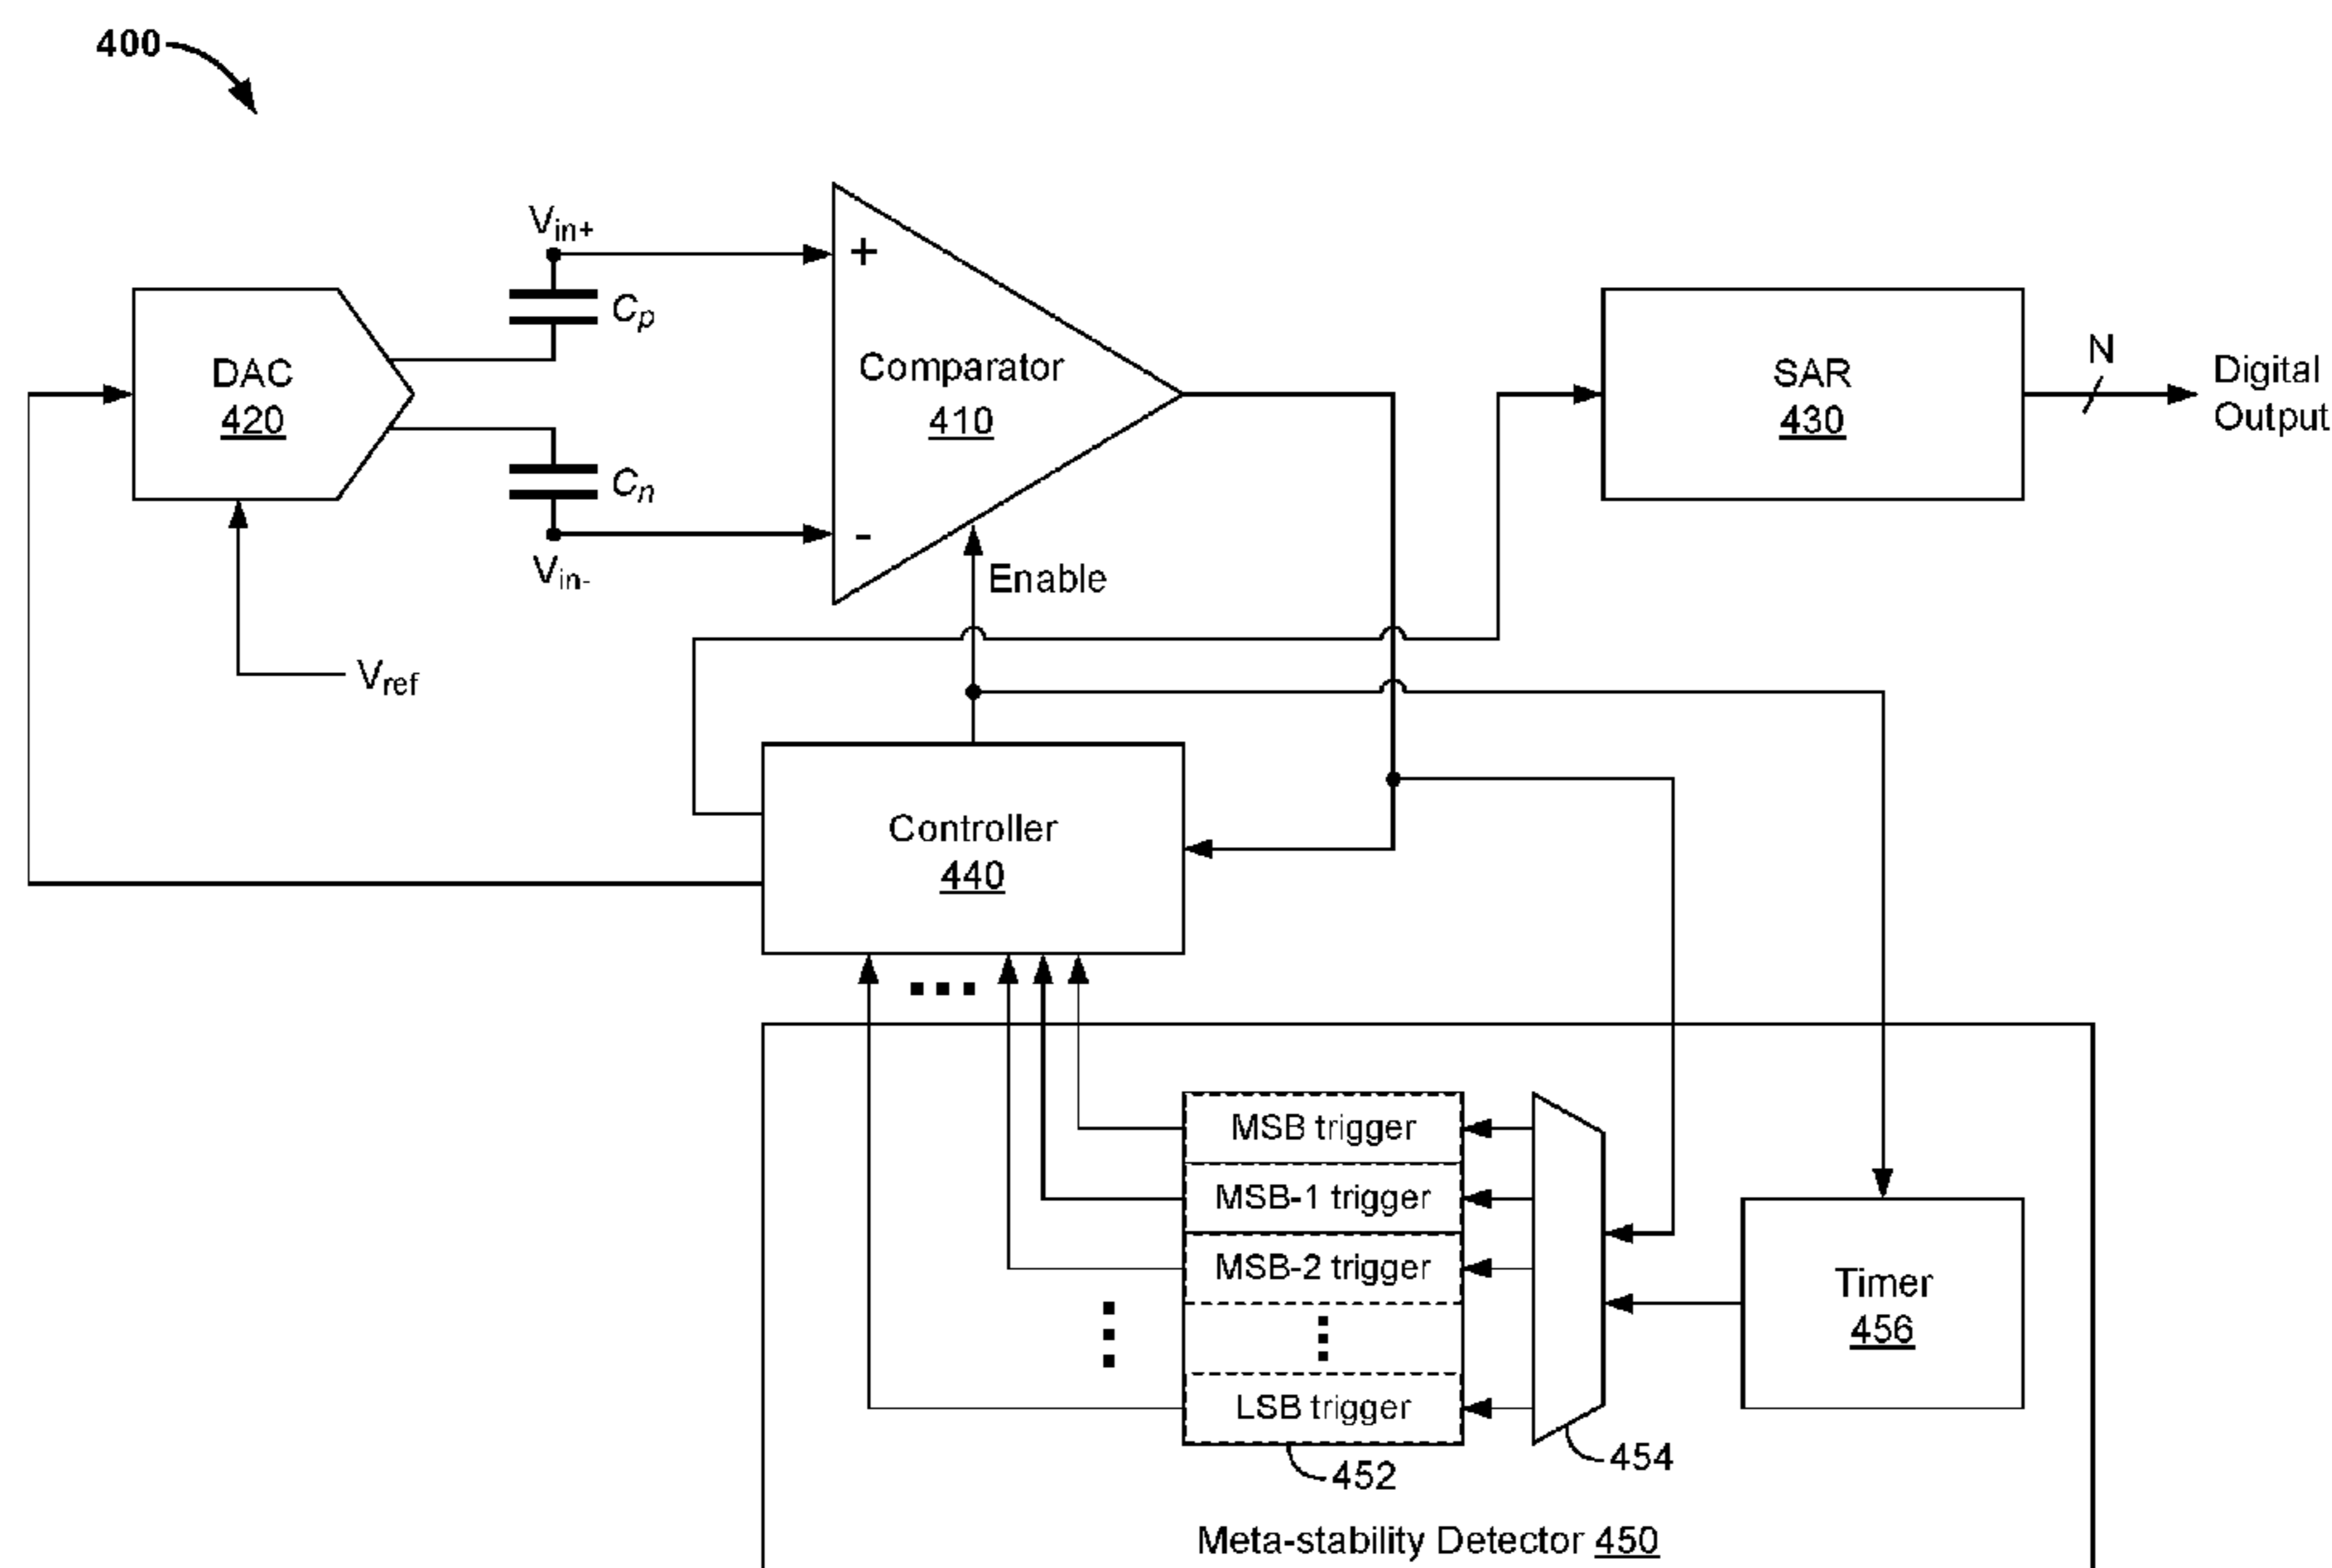 400
Vin+
Cp
DAC
420
Cn
Vin-
Vref
+
Comparator
410
-
Enable
SAR
430
N
Digital
Output
Controller
440
MSB trigger
MSB-1 trigger
MSB-2 trigger
LSB trigger
452
454
Timer
456
Meta-stability Detector 450